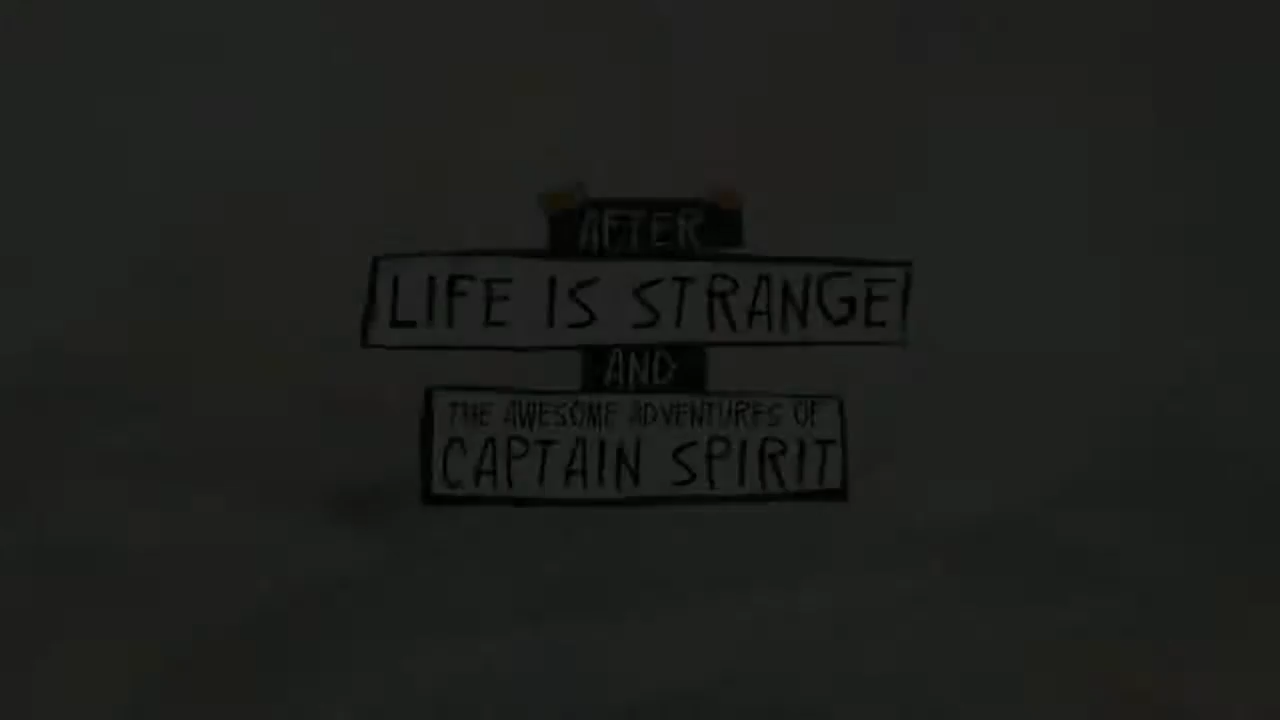 AFTER
LIFE IS STRANGE
AND
THE AWESOME ADVENTURES OF
CAPTAIN SPIRIT